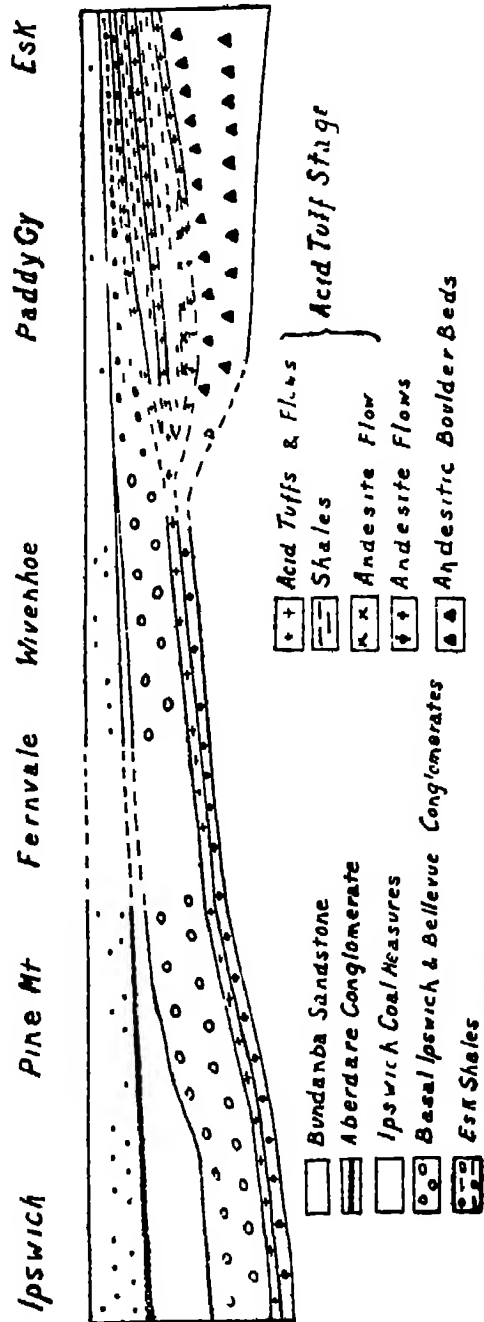 Ipswich
Pine Mt
Fernvale
Wivenhoe
Paddy Gy
Esk
Bundanba Sandstone
Aberdare Conglomerate
Ipswich Coal Measures
Basal Ipswich & Bellevue Conglomerates
Esk Shales
Acid Tuffs & Flows
Shales
Andesite Flow
Andesite Flows
Andesitic Boulder Beds
Acid Tuff Stage